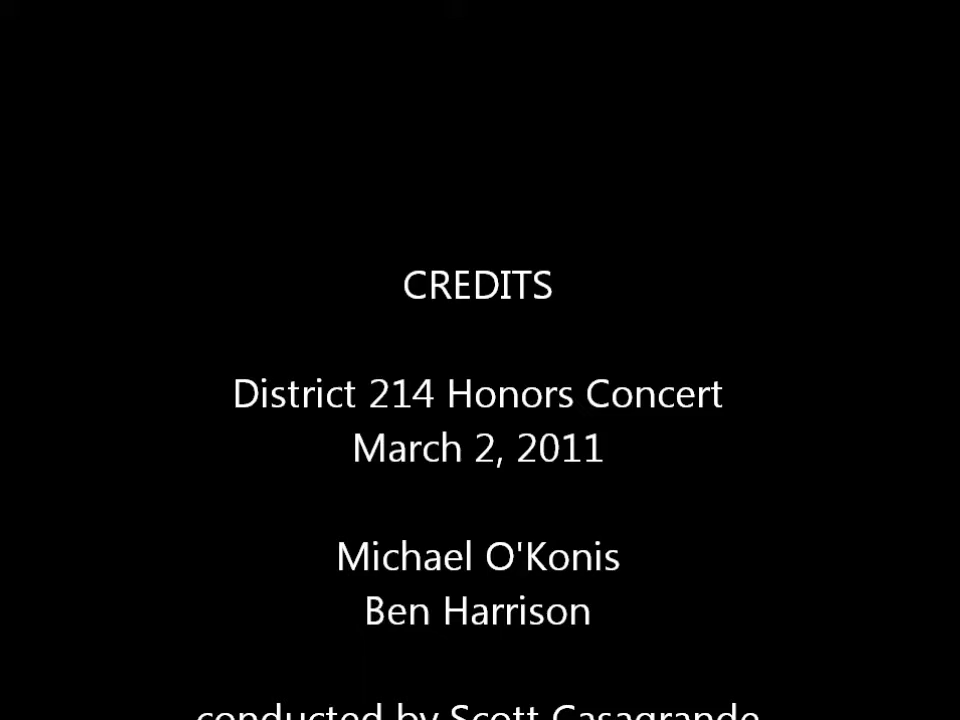 CREDITS
District 214 Honors Concert
March 2, 2011
Michael O'Konis
Ben Harrison
conducted by Scott Casagrande